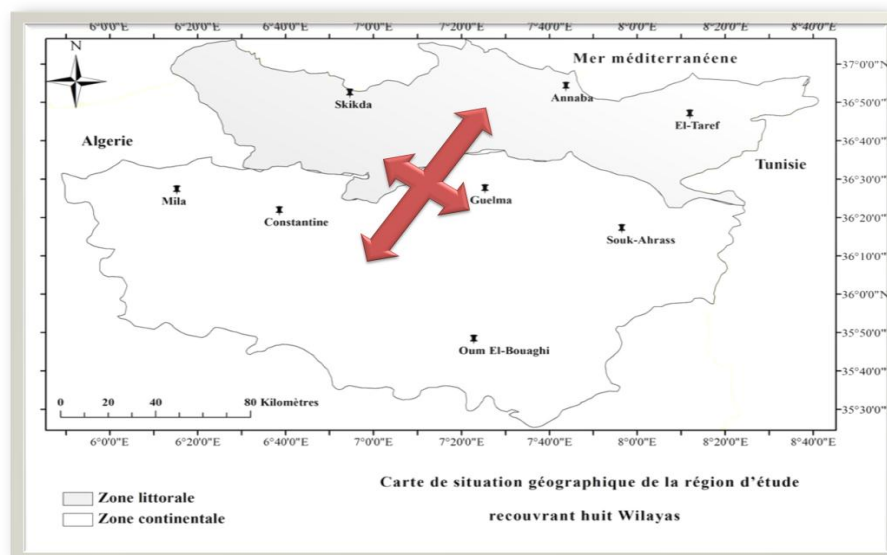 6°0'0"E 6°20'0"E 6°40'0"E 7°0'0"E 7°20'0"E 7°40'0"E 8°0'0"E 8°20'0"E 8°40'0"E
N
Mer méditerranéene
37°0'0"N
Skikda
Annaba
36°50'0"
El-Taref
Algerie
36°40'0"
Tunisie
36°30'0"
Mila
Guelma
Constantine
36°20'0"
Souk-Ahrass
36°10'0"
36°0'0"N
35°50'0"
Oum El-Bouaghi
35°40'0"
0 20 40 80 Kilomètres
35°30'0"
6°0'0"E 6°20'0"E 6°40'0"E 7°0'0"E 7°20'0"E 7°40'0"E 8°0'0"E 8°20'0"E 8°40'0"E
Carte de situation géographique de la région d'étude
recouvrant huit Wilayas
Zone littorale
Zone continentale